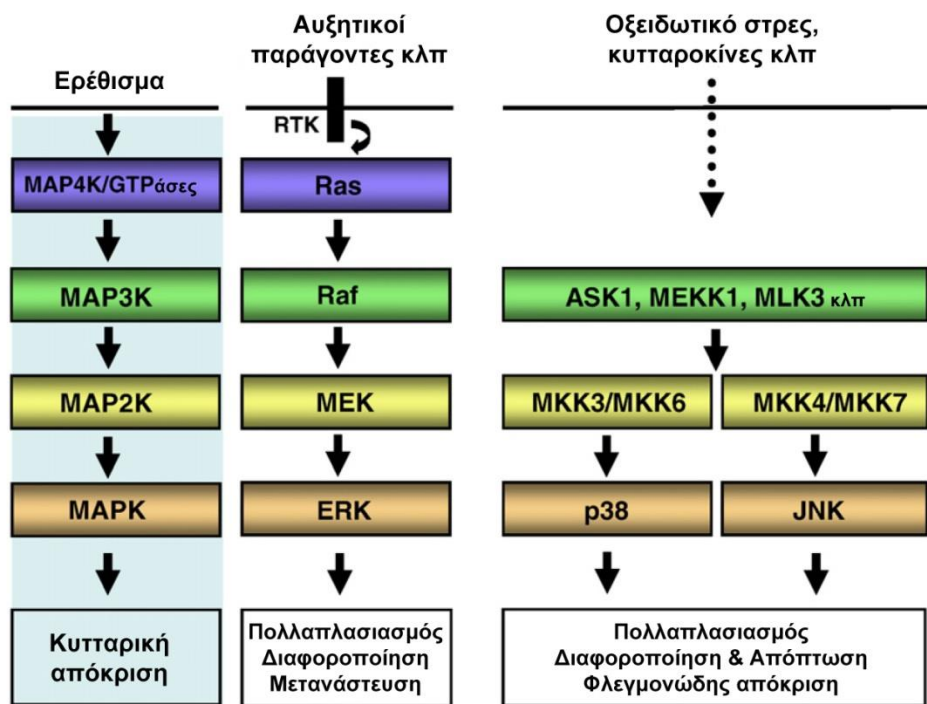 Ερέθισμα
MAP4K/GTPάσες
MAP3K
MAP2K
MAPK
Κυτταρική
απόκριση
Αυξητικοί
παράγοντες κλπ
RTK
Ras
Raf
MEK
ERK
Πολλαπλασιασμός
Διαφοροποίηση
Μετανάστευση
Οξειδωτικό στρες,
κυτταροκίνες κλπ
ASK1, MEKK1, MLK3 κλπ
MKK3/MKK6
MKK4/MKK7
p38
JNK
Πολλαπλασιασμός
Διαφοροποίηση & Απόπτωση
Φλεγμονώδης απόκριση